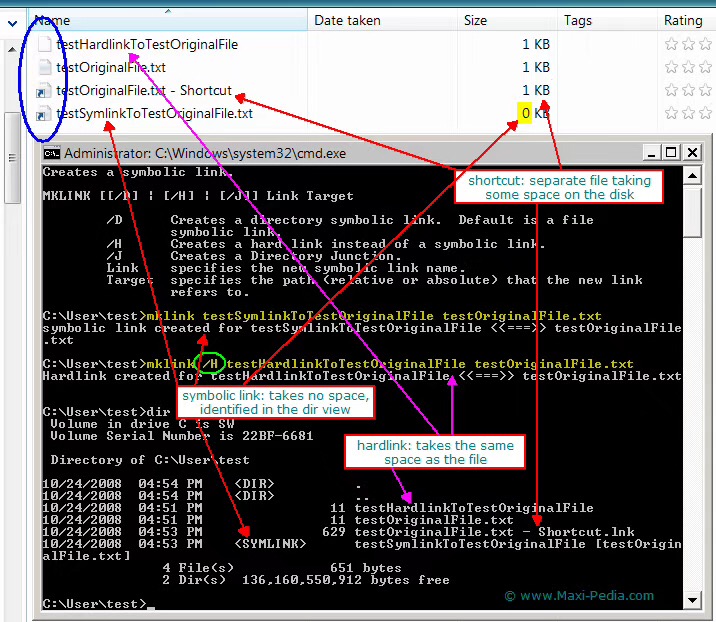 Name Date taken Size Tags Rating
testHardlinkToTestOriginalFile 1 KB
testOriginalFile.txt 1 KB
testOriginalFile.txt - Shortcut 1 KB
testSymlinkToTestOriginalFile.txt 0 KB
Administrator: C:\Windows\system32\cmd.exe
Creates a symbolic link.
shortcut: separate file taking
some space on the disk
MKLINK [[/D] ¦ [/H] ¦ [/J]] Link Target
/D Creates a directory symbolic link. Default is a file
symbolic link.
/H Creates a hard link instead of a symbolic link.
/J Creates a Directory Junction.
Link specifies the new symbolic link name.
Target specifies the path (relative or absolute) that the new link
refers to.
C:\User\test>mklink testSymlinkToTestOriginalFile testOriginalFile.txt
symbolic link created for testSymlinkToTestOriginalFile <<===>> testOriginalFile
.txt
C:\User\test>mklink /H testHardlinkToTestOriginalFile testOriginalFile.txt
Hardlink created for testHardlinkToTestOriginalFile <<===>> testOriginalFile.txt
symbolic link: takes no space,
identified in the dir view
C:\User\test>dir
Volume in drive C is SW
Volume Serial Number is 22BF-6681
hardlink: takes the same
space as the file
Directory of C:\User\test
10/24/2008 04:54 PM <DIR> .
10/24/2008 04:54 PM <DIR> ..
10/24/2008 04:51 PM 11 testHardlinkToTestOriginalFile
10/24/2008 04:51 PM 11 testOriginalFile.txt
10/24/2008 04:53 PM 629 testOriginalFile.txt - Shortcut.lnk
10/24/2008 04:53 PM <SYMLINK> testSymlinkToTestOriginalFile [testOrigin
alFile.txt]
4 File(s) 651 bytes
2 Dir(s) 136,160,550,912 bytes free
© www.Maxi-Pedia.com
C:\User\test>_